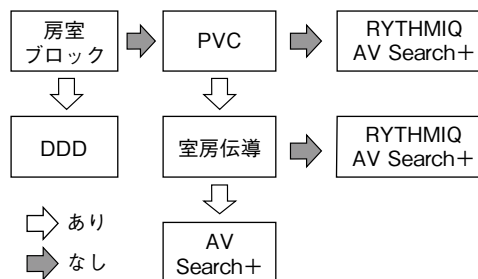 房室
ブロック
PVC
RYTHMIQ
AV Search＋
DDD
室房伝導
RYTHMIQ
AV Search＋
あり
なし
AV
Search＋